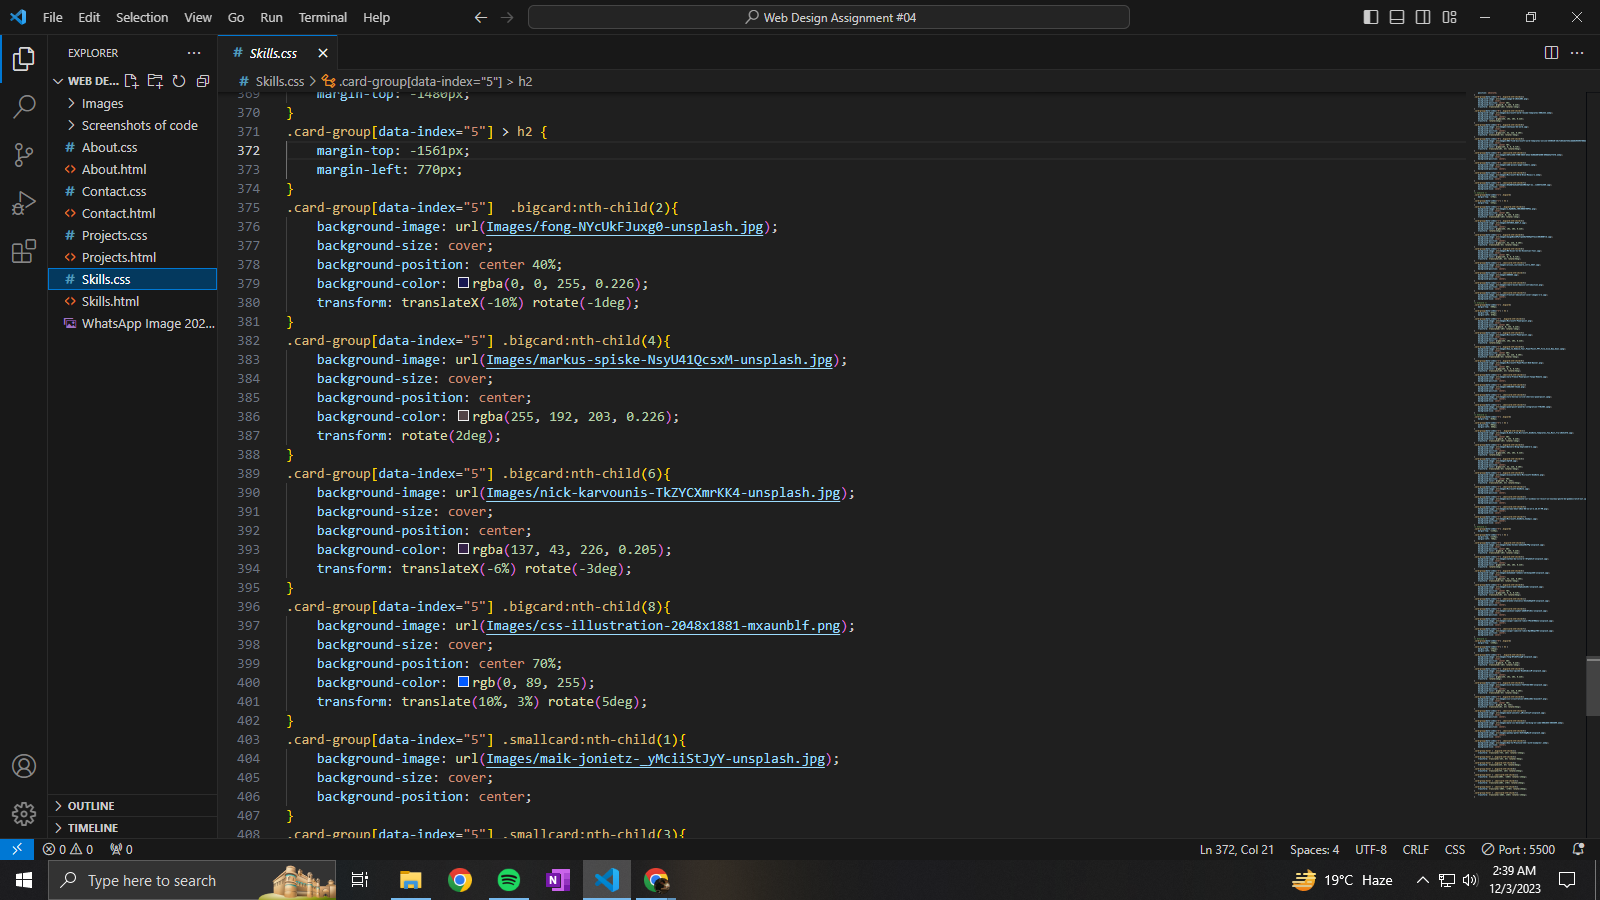 File Edit Selection View Go Run Terminal Help
Web Design Assignment #04
EXPLORER
WEB DE...
Images
Screenshots of code
# About.css
<> About.html
# Contact.css
<> Contact.html
# Projects.css
<> Projects.html
# Skills.css
<> Skills.html
WhatsApp Image 202...
OUTLINE
TIMELINE
# Skills.css
# Skills.css > .card-group[data-index="5"] > h2
369 margin-top: -1480px;
370 }
371 .card-group[data-index="5"] > h2 {
372 margin-top: -1561px;
373 margin-left: 770px;
374 }
375 .card-group[data-index="5"]  .bigcard:nth-child(2){
376 background-image: url(Images/fong-NYcUkFJuxg0-unsplash.jpg);
377 background-size: cover;
378 background-position: center 40%;
379 background-color: rgba(0, 0, 255, 0.226);
380 transform: translateX(-10%) rotate(-1deg);
381 }
382 .card-group[data-index="5"] .bigcard:nth-child(4){
383 background-image: url(Images/markus-spiske-NsyU41QcsxM-unsplash.jpg);
384 background-size: cover;
385 background-position: center;
386 background-color: rgba(255, 192, 203, 0.226);
387 transform: rotate(2deg);
388 }
389 .card-group[data-index="5"] .bigcard:nth-child(6){
390 background-image: url(Images/nick-karvounis-TkZYCXmrKK4-unsplash.jpg);
391 background-size: cover;
392 background-position: center;
393 background-color: rgba(137, 43, 226, 0.205);
394 transform: translateX(-6%) rotate(-3deg);
395 }
396 .card-group[data-index="5"] .bigcard:nth-child(8){
397 background-image: url(Images/css-illustration-2048x1881-mxaunblf.png);
398 background-size: cover;
399 background-position: center 70%;
400 background-color: rgb(0, 89, 255);
401 transform: translate(10%, 3%) rotate(5deg);
402 }
403 .card-group[data-index="5"] .smallcard:nth-child(1){
404 background-image: url(Images/maik-jonietz-_yMciiStJyY-unsplash.jpg);
405 background-size: cover;
406 background-position: center;
407 }
408 .card-group[data-index="5"] .smallcard:nth-child(3){
0 0 0
Ln 372, Col 21 Spaces: 4 UTF-8 CRLF CSS Port : 5500
Type here to search
19°C Haze
2:39 AM
12/3/2023